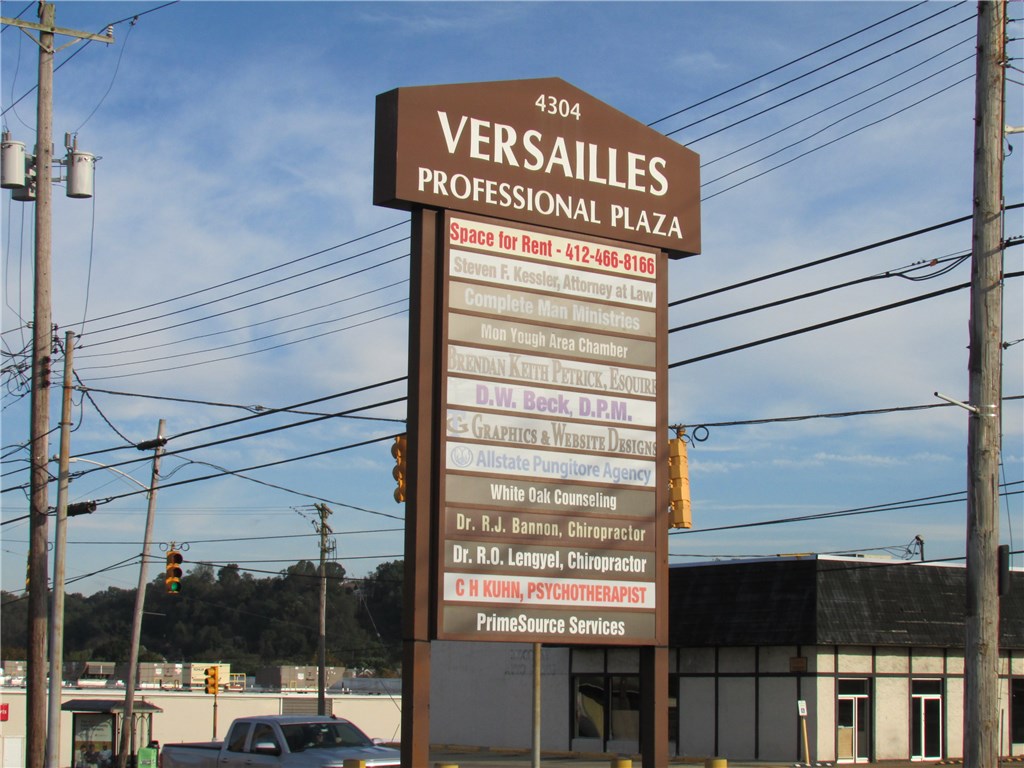 4304
VERSAILLES
PROFESSIONAL PLAZA
Space for Rent - 412-466-8166
Steven F. Kessler, Attorney at Law
Complete Man Ministries
Mon Yough Area Chamber
BRENDAN KEITH PETRICK, ESQUIRE
D.W. Beck, D.P.M.
G GRAPHICS & WEBSITE DESIGNS
Allstate Pungitore Agency
White Oak Counseling
Dr. R.J. Bannon, Chiropractor
Dr. R.O. Lengyel, Chiropractor
C H KUHN, PSYCHOTHERAPIST
PrimeSource Services